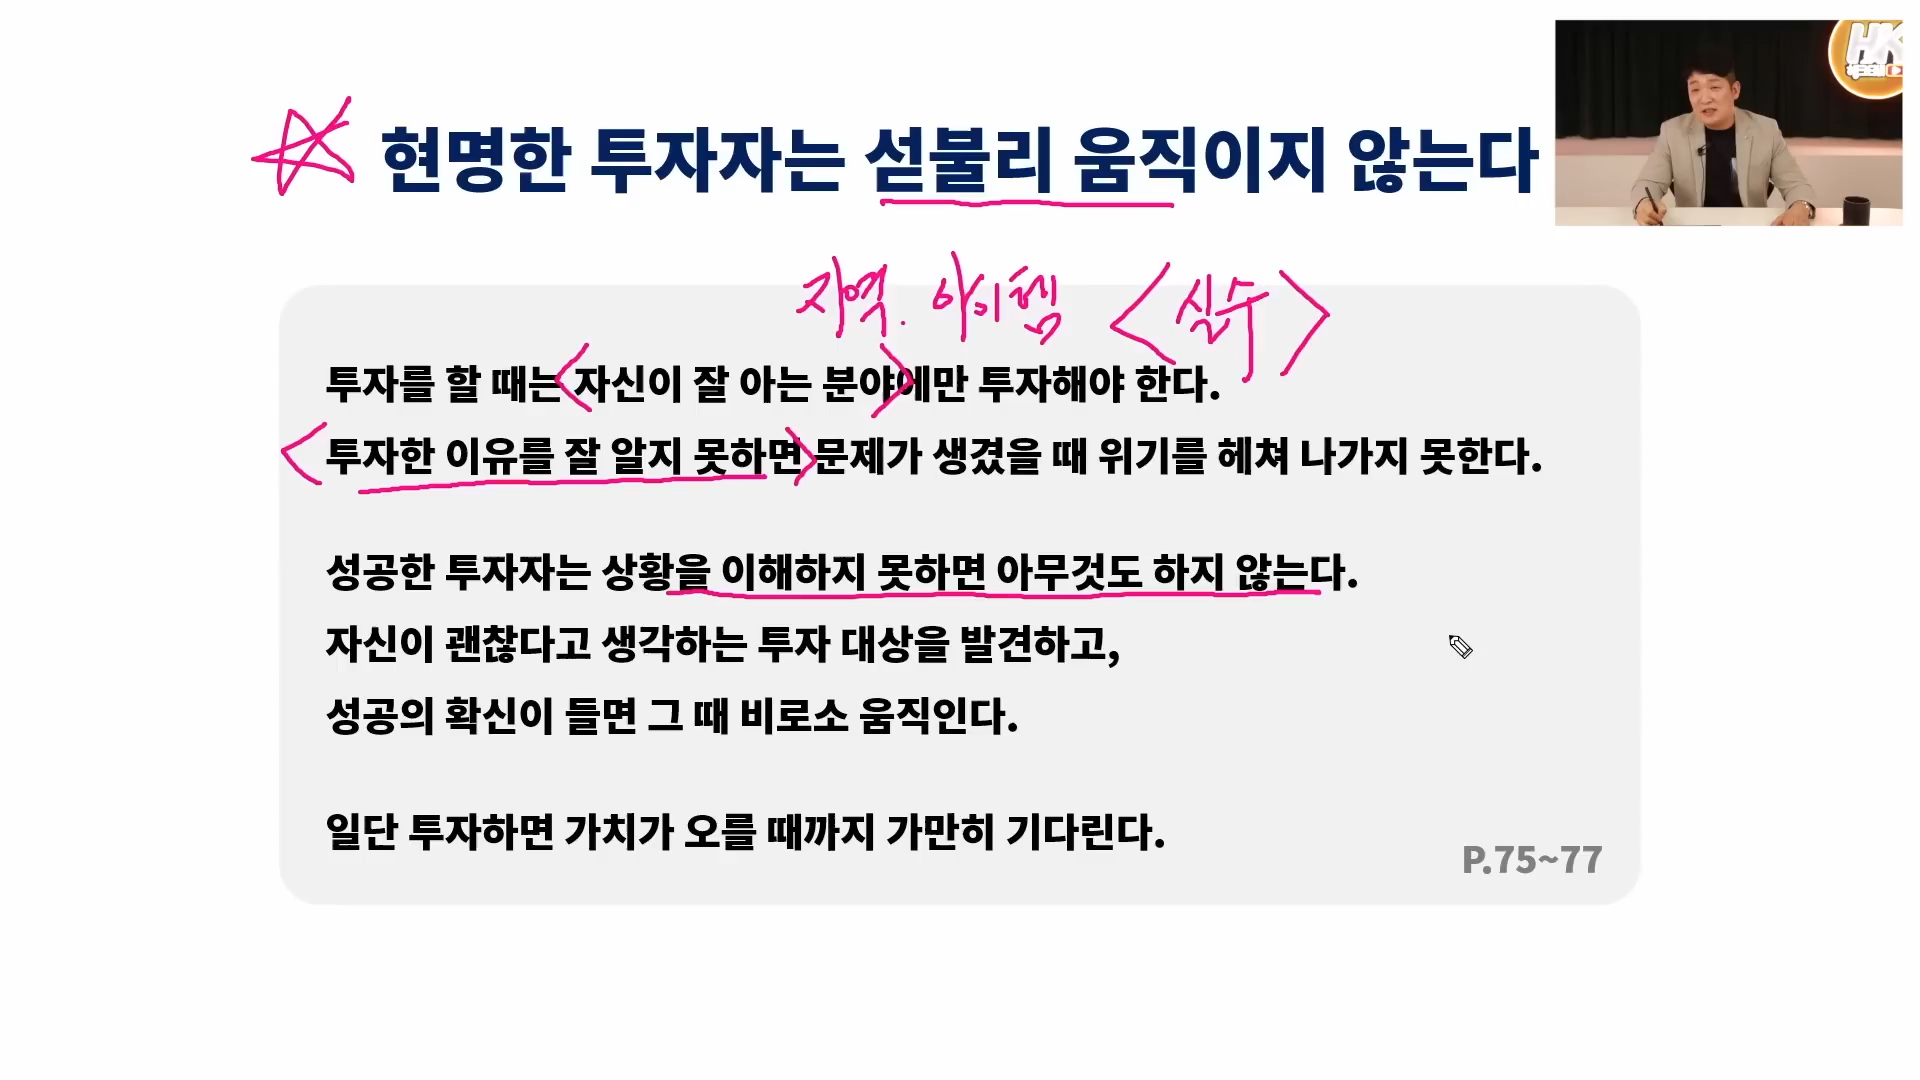 현명한 투자자는 섣불리 움직이지 않는다
지역. 아이템 <실수>
투자를 할 때는 <자신이 잘 아는 분야>에만 투자해야 한다.
<투자한 이유를 잘 알지 못하면> 문제가 생겼을 때 위기를 헤쳐 나가지 못한다.
성공한 투자자는 상황을 이해하지 못하면 아무것도 하지 않는다.
자신이 괜찮다고 생각하는 투자 대상을 발견하고,
성공의 확신이 들면 그 때 비로소 움직인다.
일단 투자하면 가치가 오를 때까지 가만히 기다린다.
P.75~77
HK